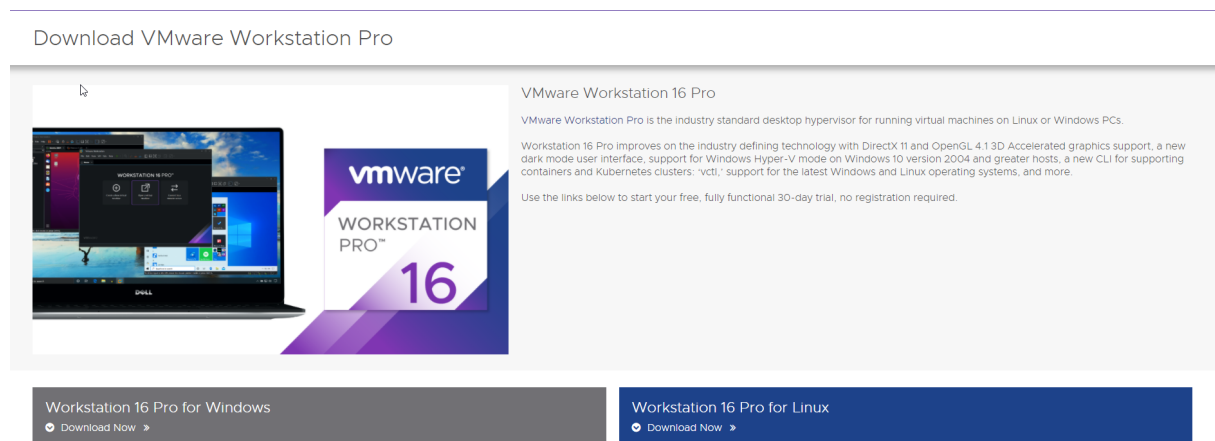 Download VMware Workstation Pro
VMware Workstation 16 Pro
VMware Workstation Pro is the industry standard desktop hypervisor for running virtual machines on Linux or Windows PCs.
Workstation 16 Pro improves on the industry defining technology with DirectX 11 and OpenGL 4.1 3D Accelerated graphics support, a new
dark mode user interface, support for Windows Hyper-V mode on Windows 10 version 2004 and greater hosts, a new CLI for supporting
containers and Kubernetes clusters: 'vctl,' support for the latest Windows and Linux operating systems, and more.
Use the links below to start your free, fully functional 30-day trial, no registration required.
WORKSTATION 16 PRO™
DELL
vmware®
WORKSTATION
PRO™
16
Workstation 16 Pro for Windows
Download Now »
Workstation 16 Pro for Linux
Download Now »